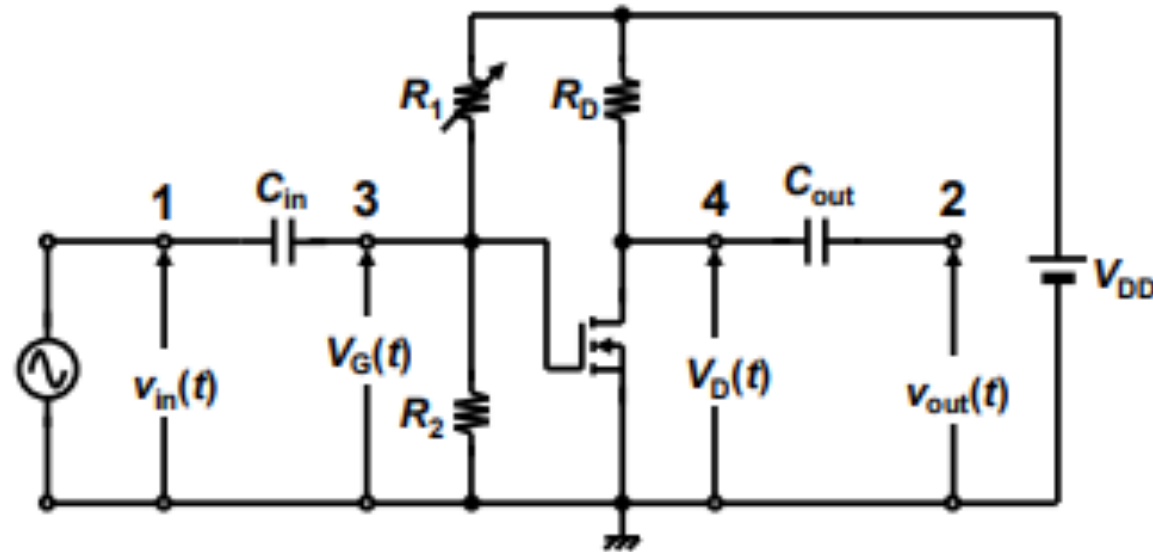 R1
RD
1
Cin
3
4
Cout
2
VDD
vin(t)
VG(t)
R2
VD(t)
vout(t)